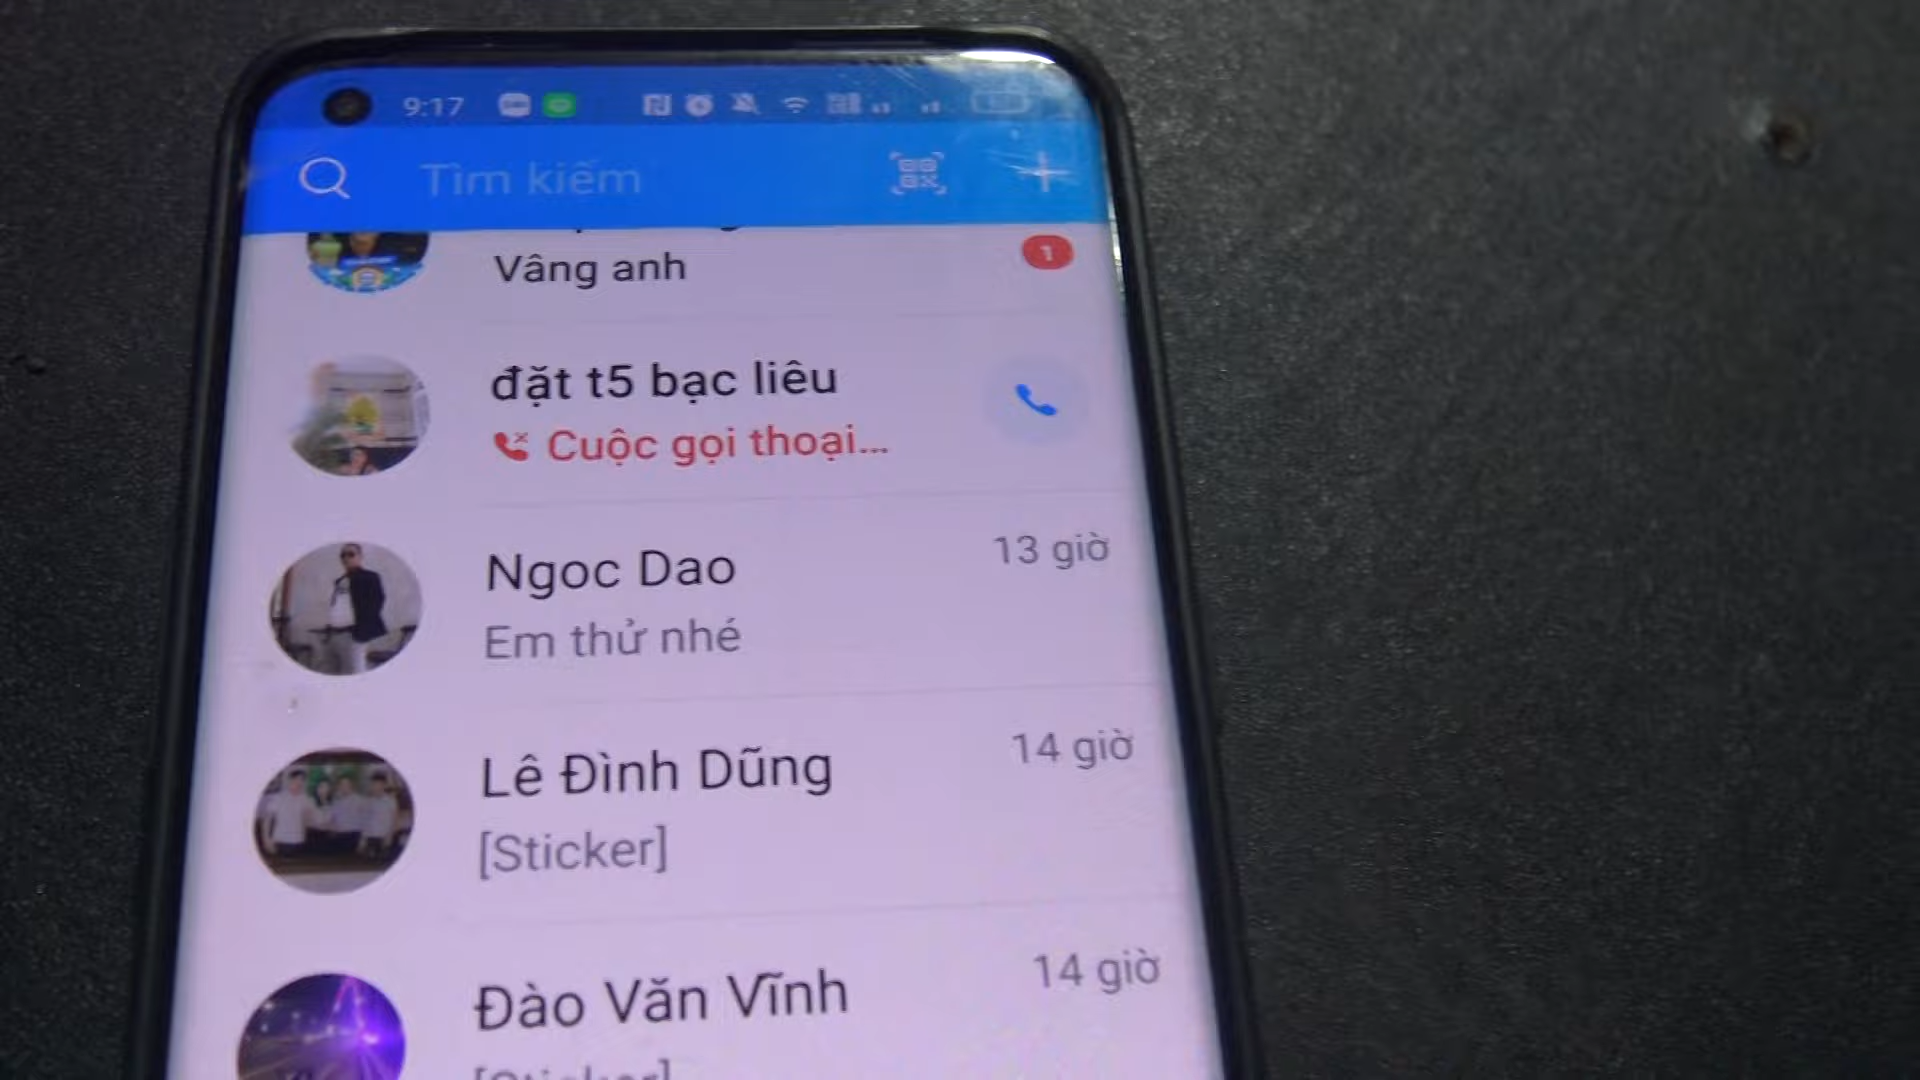 9:17
Tìm kiếm
Vâng anh
1
đặt t5 bạc liêu
Cuộc gọi thoại...
Ngoc Dao
13 giờ
Em thử nhé
Lê Đình Dũng
14 giờ
[Sticker]
Đào Văn Vĩnh
14 giờ
[Sticker]